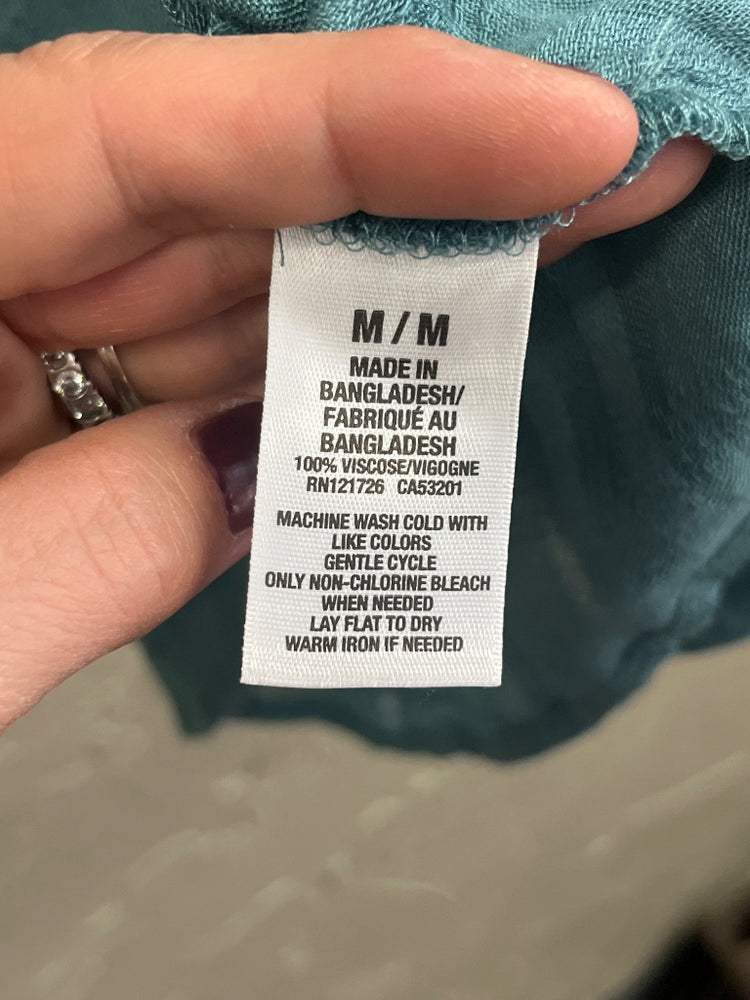 M / M
MADE IN
BANGLADESH/
FABRIQUÉ AU
BANGLADESH
100% VISCOSE/VIGOGNE
RN121726 CA53201
MACHINE WASH COLD WITH
LIKE COLORS
GENTLE CYCLE
ONLY NON-CHLORINE BLEACH
WHEN NEEDED
LAY FLAT TO DRY
WARM IRON IF NEEDED